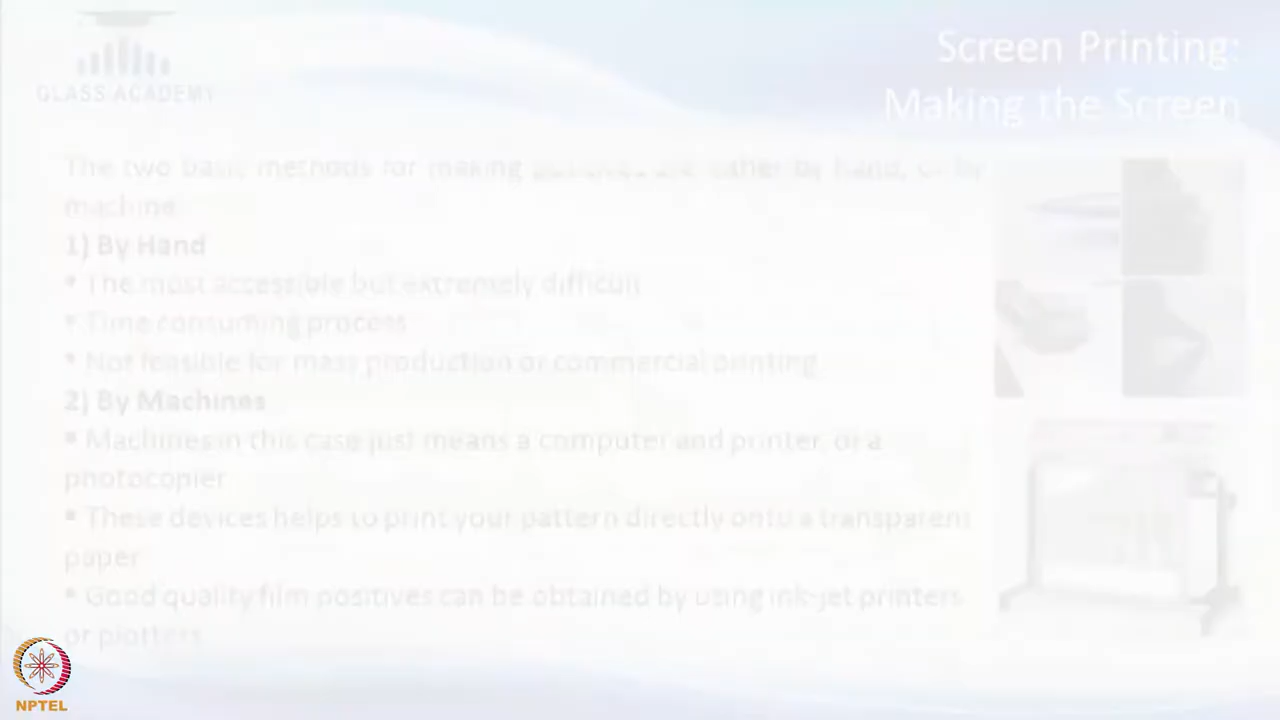 GLASS ACADEMY
Screen Printing:
Making the Screen
The two basic methods for making positives are either by hand, or by
machine
1) By Hand
▪ The most accessible but extremely difficult
▪ Time consuming process
▪ Not feasible for mass production or commercial printing
2) By Machines
▪ Machines in this case just means a computer and printer, or a
photocopier
▪ These devices helps to print your pattern directly onto a transparent
paper
▪ Good quality film positives can be obtained by using ink-jet printers
or plotters
NPTEL